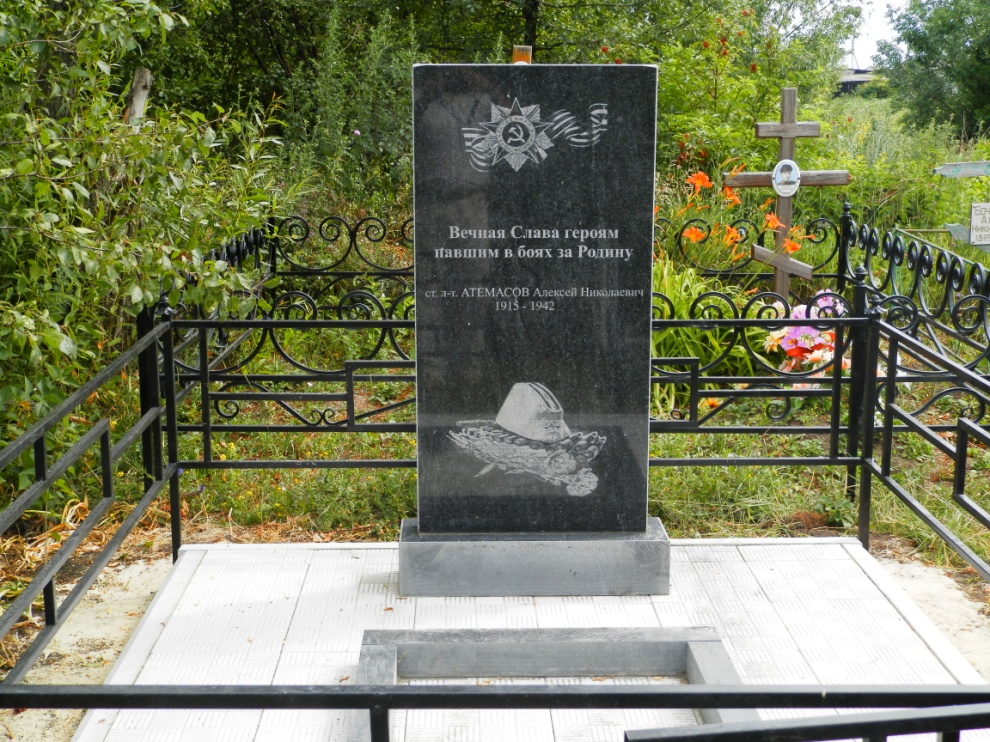 Вечная Слава героям
павшим в боях за Родину
ст. л-т. АТЕМАСОВ Алексей Николаевич
1915 - 1942